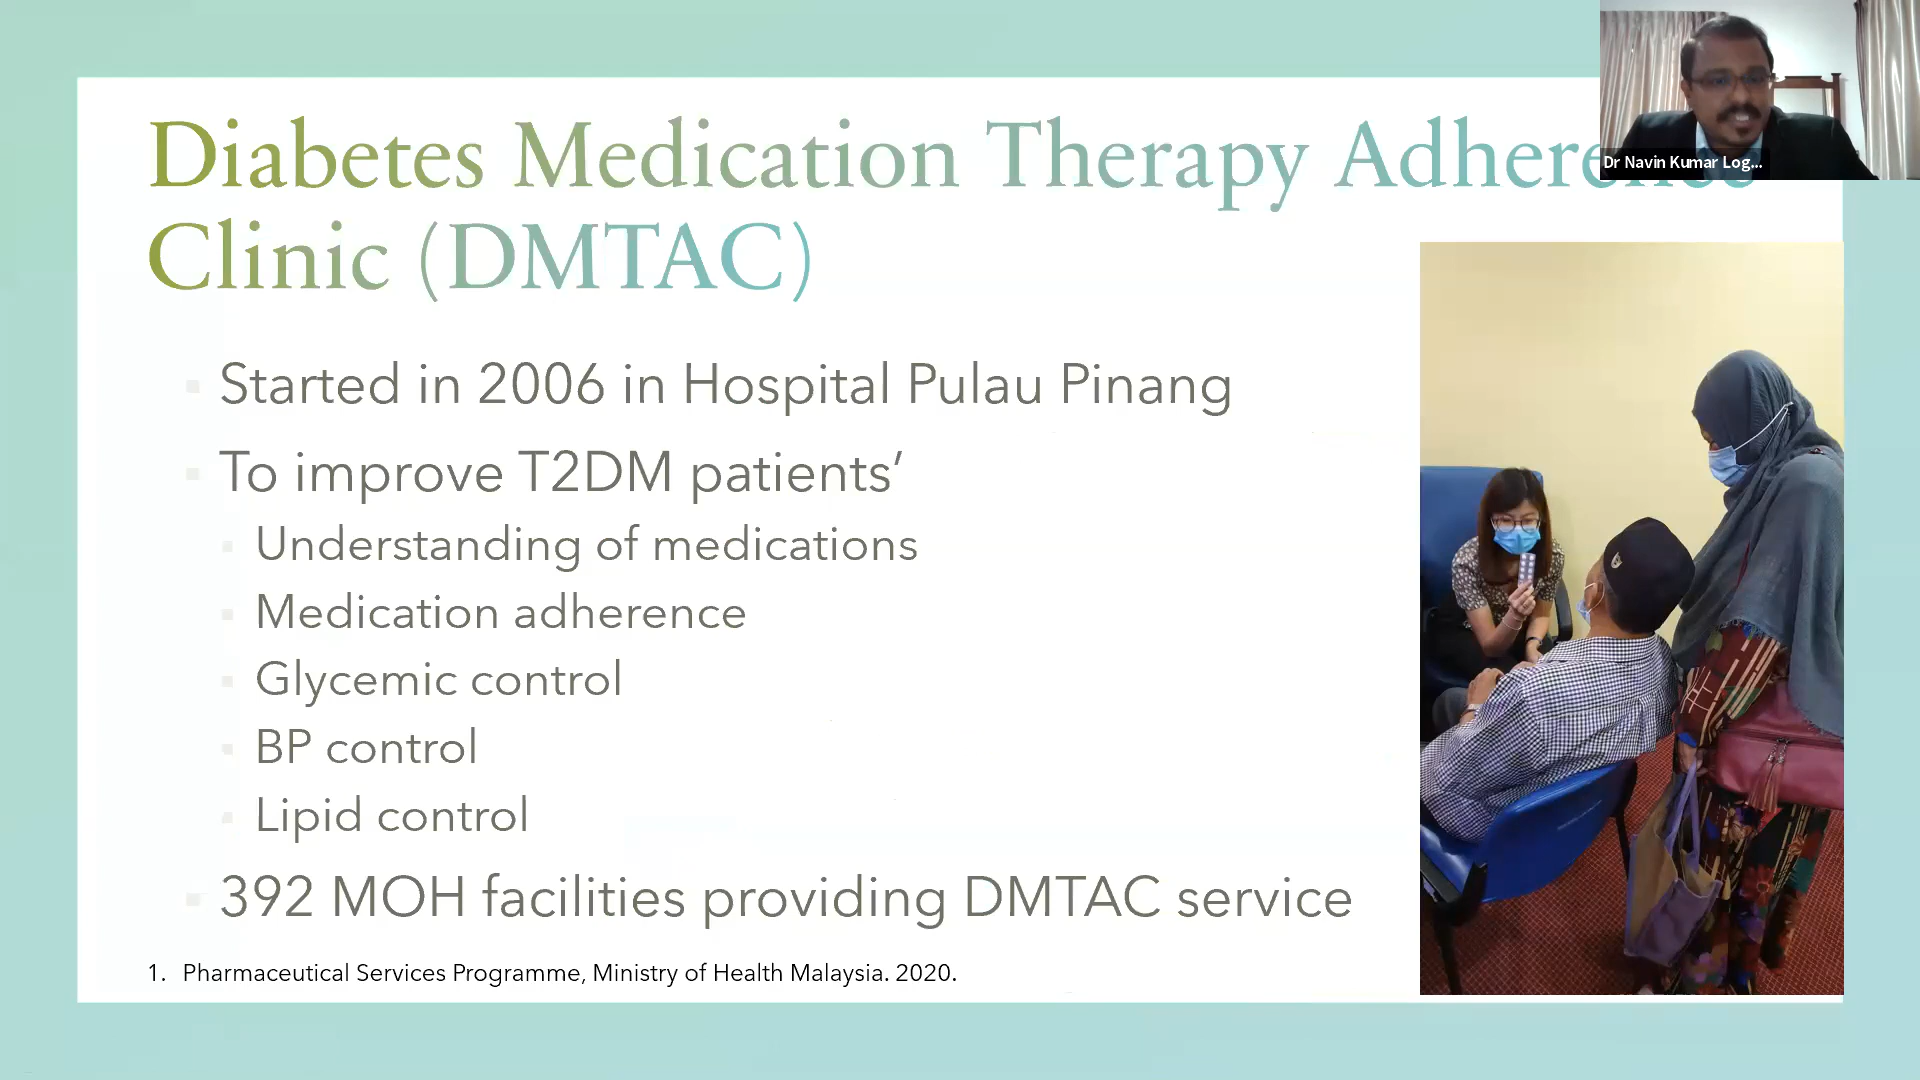 Diabetes Medication Therapy Adherence
Clinic (DMTAC)
Dr Navin Kumar Log...
Started in 2006 in Hospital Pulau Pinang
To improve T2DM patients’
Understanding of medications
Medication adherence
Glycemic control
BP control
Lipid control
392 MOH facilities providing DMTAC service
1. Pharmaceutical Services Programme, Ministry of Health Malaysia. 2020.